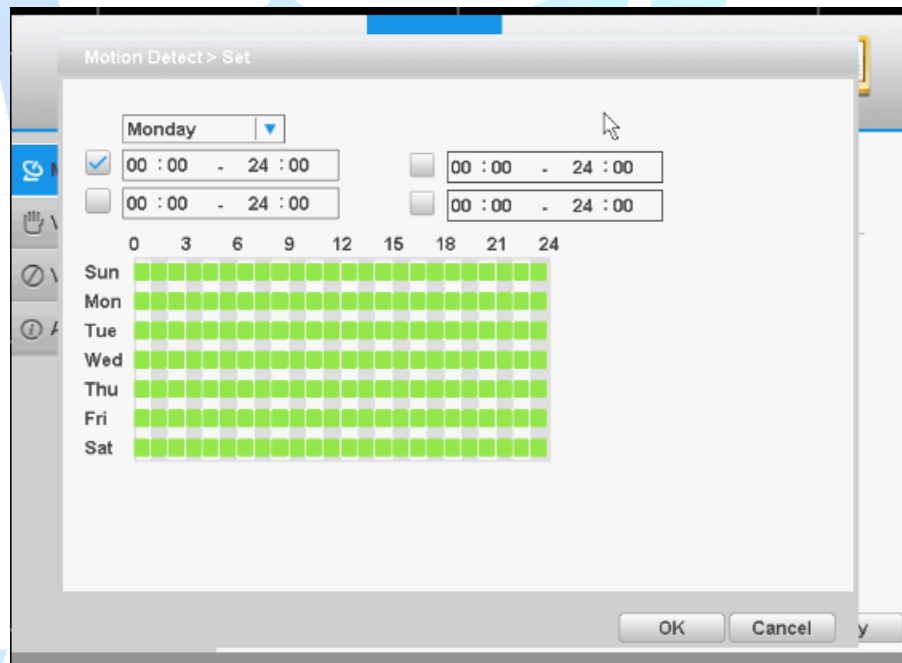 Motion Detect > Set
Monday
00 :00 - 24 :00 00 :00 - 24 :00
00 :00 - 24 :00 00 :00 - 24 :00
0 3 6 9 12 15 18 21 24
Sun
Mon
Tue
Wed
Thu
Fri
Sat
OK Cancel y